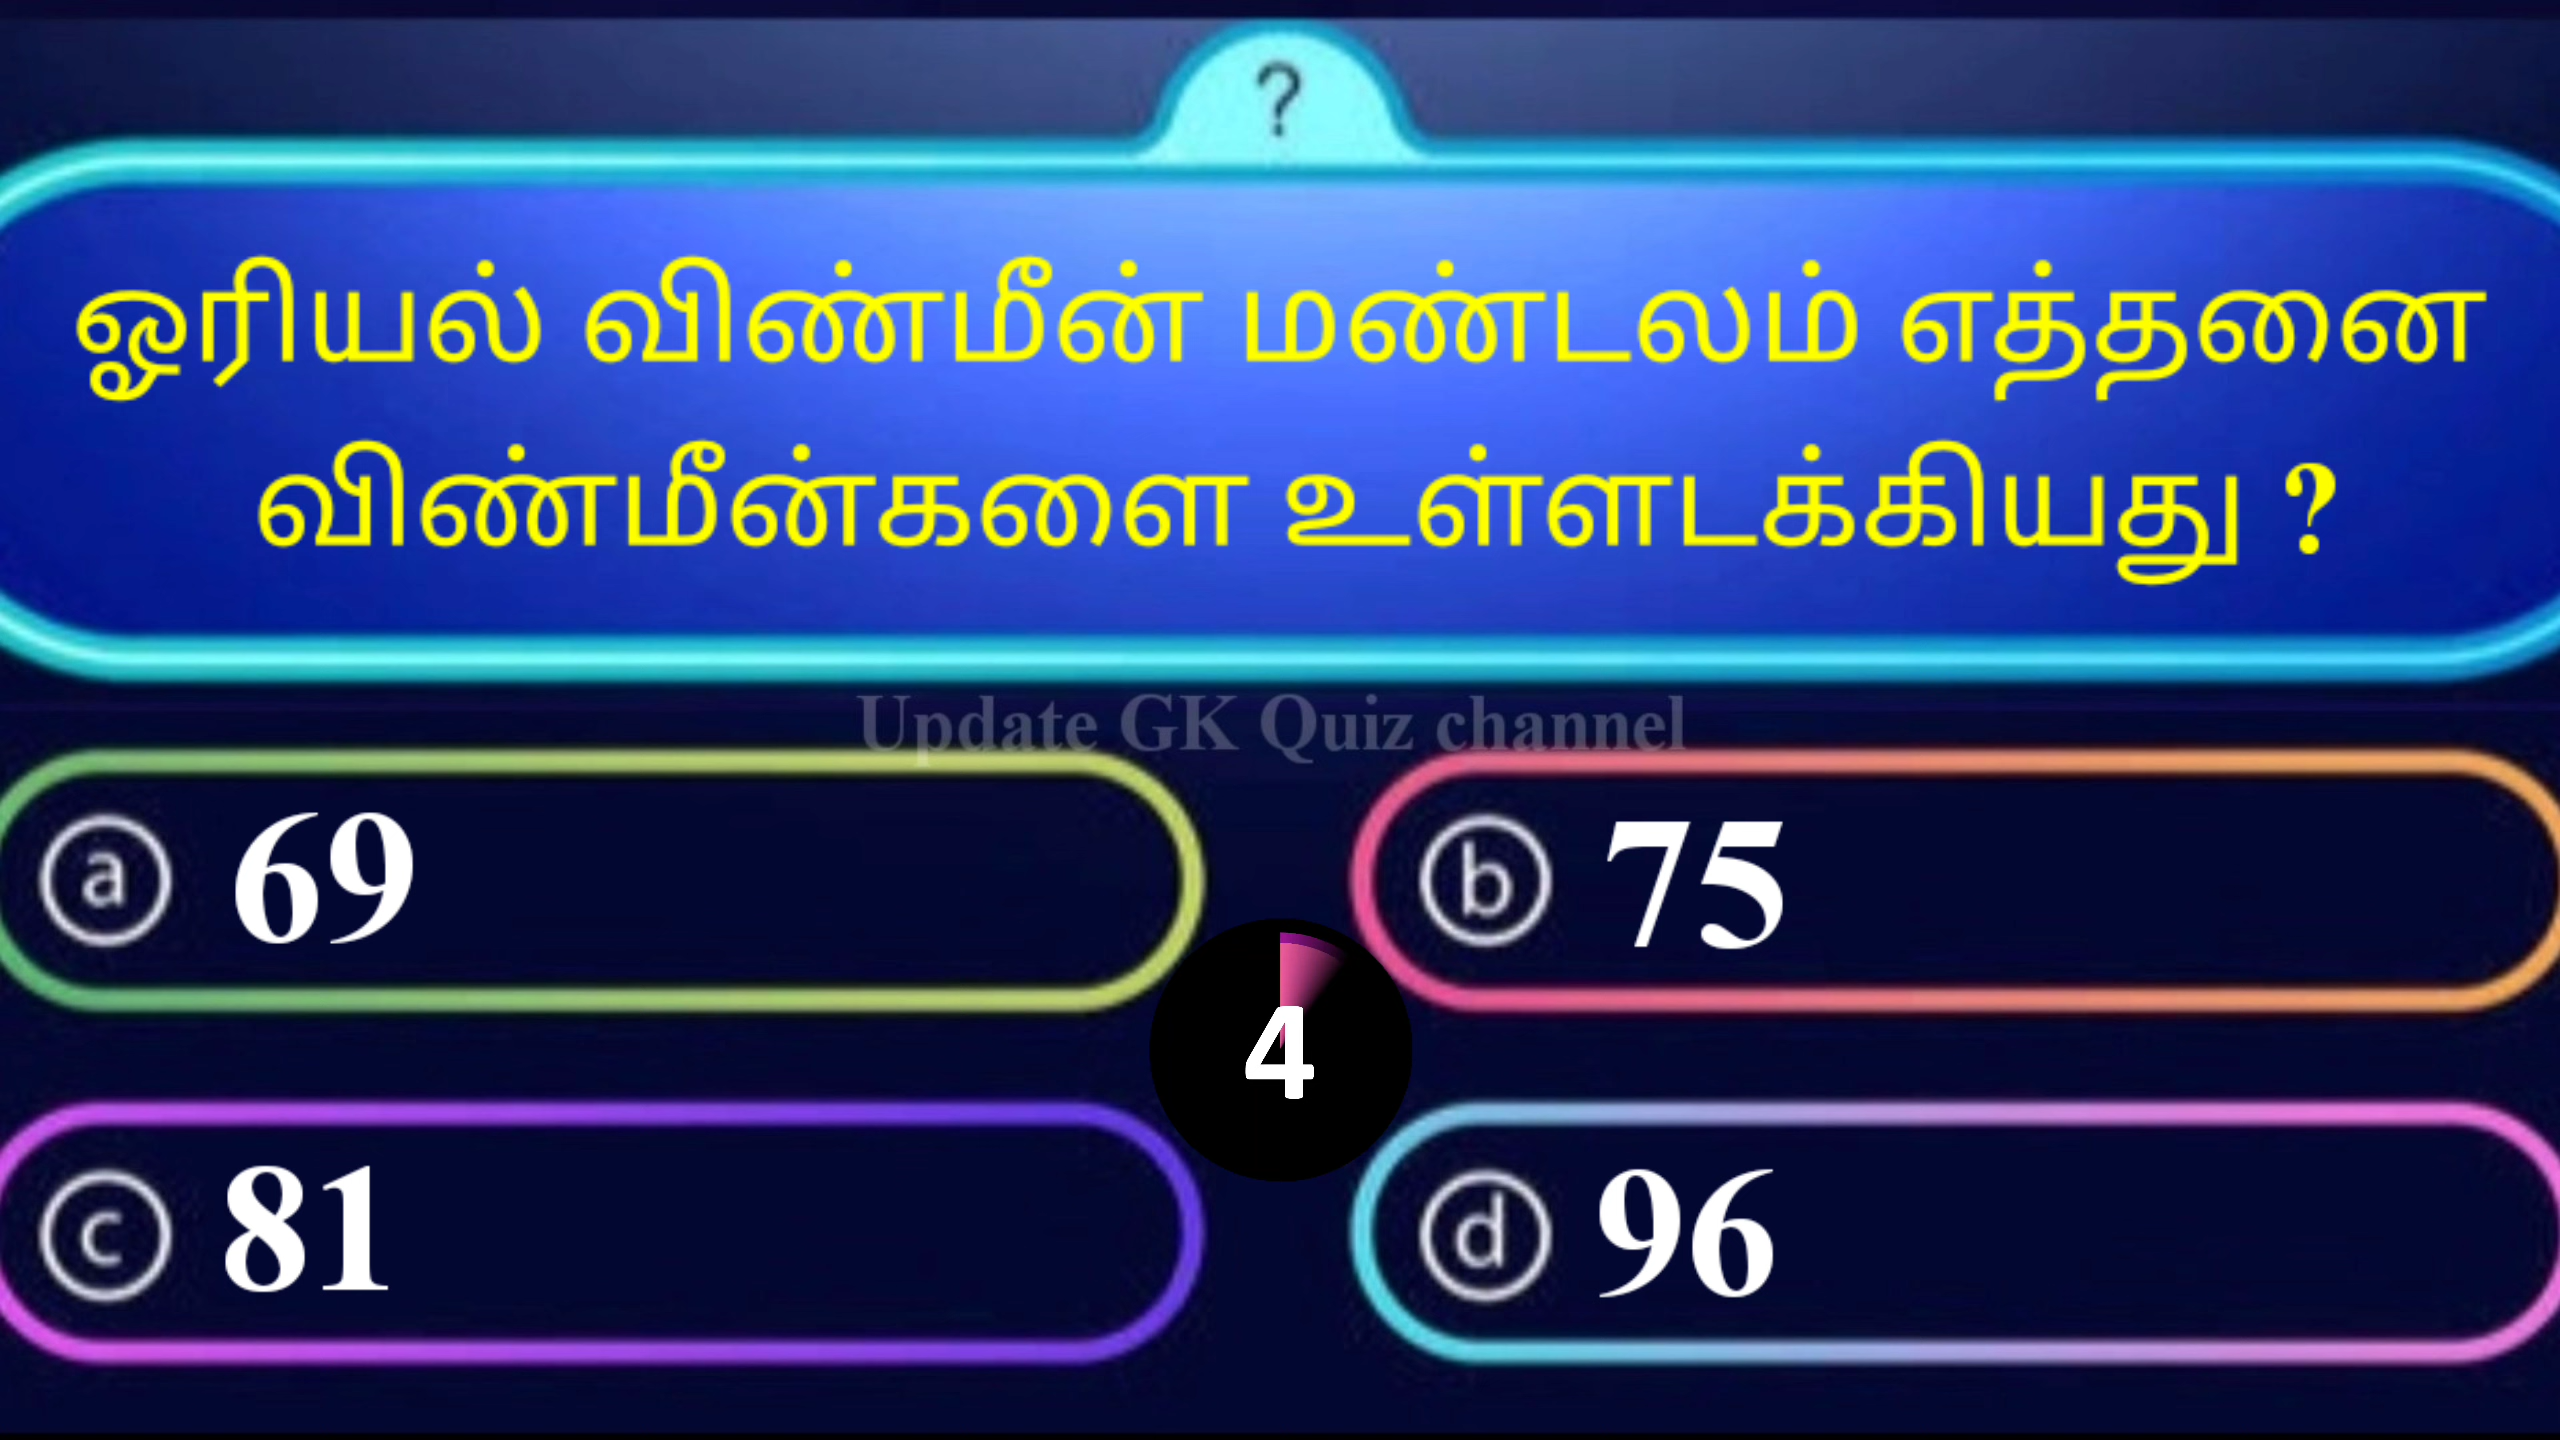 ?
ஓரியல் விண்மீன் மண்டலம் எத்தனை
விண்மீன்களை உள்ளடக்கியது ?
Update GK Quiz channel
a 69
b 75
4
c 81
d 96